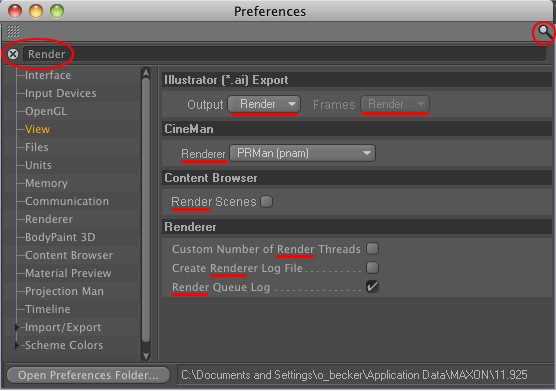 Preferences
Render
Interface
Input Devices
OpenGL
View
Files
Units
Memory
Communication
Renderer
BodyPaint 3D
Content Browser
Material Preview
Projection Man
Timeline
Import/Export
Scheme Colors
Illustrator (*.ai) Export
Output Render Frames Render
CineMan
Renderer PRMan (pnam)
Content Browser
Render Scenes
Renderer
Custom Number of Render Threads
Create Renderer Log File . . . . . . . . . .
Render Queue Log . . . . . . . . . . . . . . .
Open Preferences Folder... C:\Documents and Settings\o_becker\Application Data\MAXON\11.925